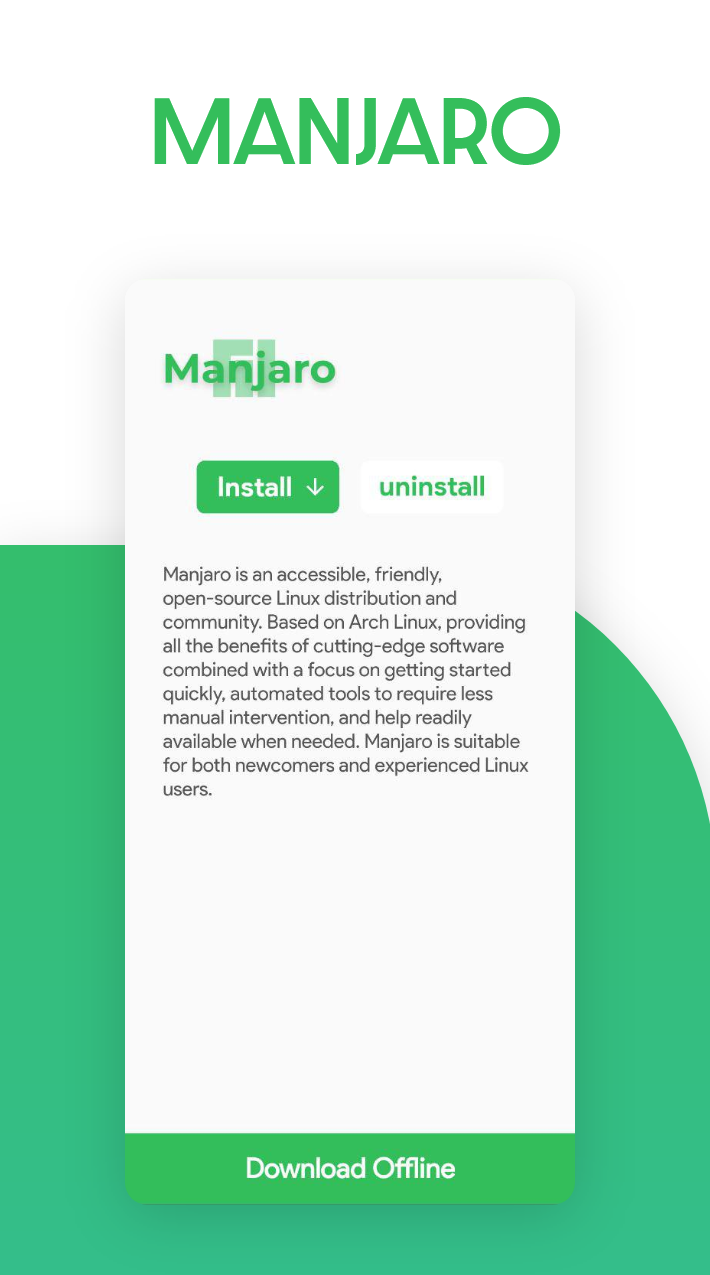 MANJARO
Manjaro
Install ↓
uninstall
Manjaro is an accessible, friendly,
open-source Linux distribution and
community. Based on Arch Linux, providing
all the benefits of cutting-edge software
combined with a focus on getting started
quickly, automated tools to require less
manual intervention, and help readily
available when needed. Manjaro is suitable
for both newcomers and experienced Linux
users.
Download Offline